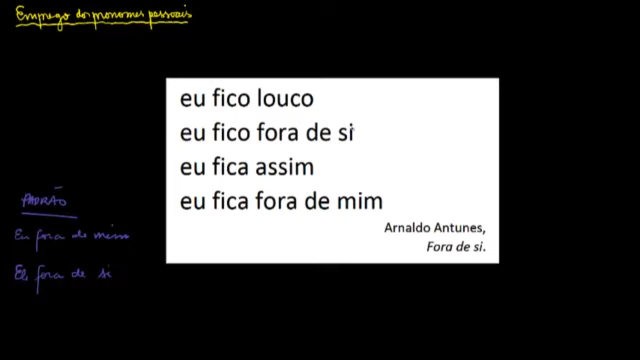 Emprego dos pronomes pessoais
eu fico louco
eu fico fora de si
eu fica assim
eu fica fora de mim
Arnaldo Antunes,
Fora de si.
PADRÃO
Eu fora de mim
Ele fora de si